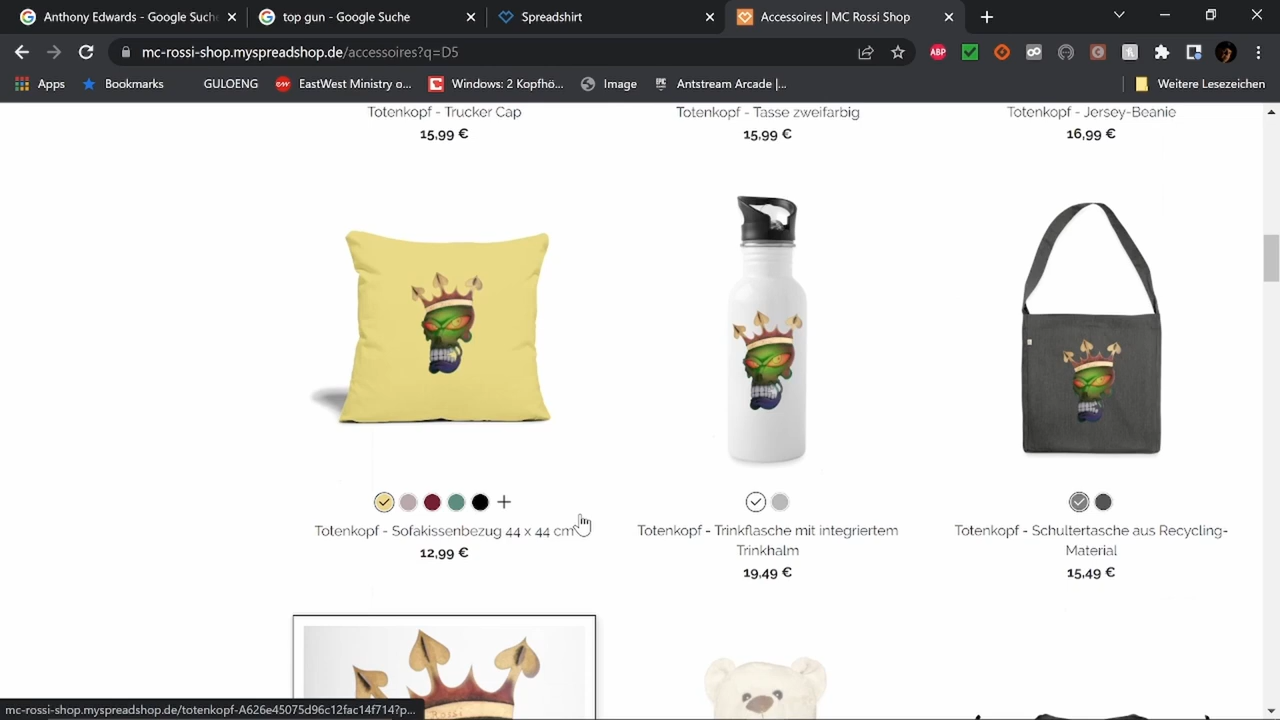 Anthony Edwards - Google Suche
top gun - Google Suche
Spreadshirt
Accessoires | MC Rossi Shop
mc-rossi-shop.myspreadshop.de/accessoires?q=D5
ABP
Apps
Bookmarks
GULOENG
EastWest Ministry o...
Windows: 2 Kopfho...
Image
Antstream Arcade |...
Weitere Lesezeichen
Totenkopf - Trucker Cap
15,99 €
Totenkopf - Tasse zweifarbig
15,99 €
Totenkopf - Jersey-Beanie
16,99 €
Totenkopf - Sofakissenbezug 44 x 44 cm
12,99 €
Totenkopf - Trinkflasche mit integriertem
Trinkhalm
19,49 €
Totenkopf - Schultertasche aus Recycling-
Material
15,49 €
mc-rossi-shop.myspreadshop.de/totenkopf-A626e45075d96c12fac14f714?p...